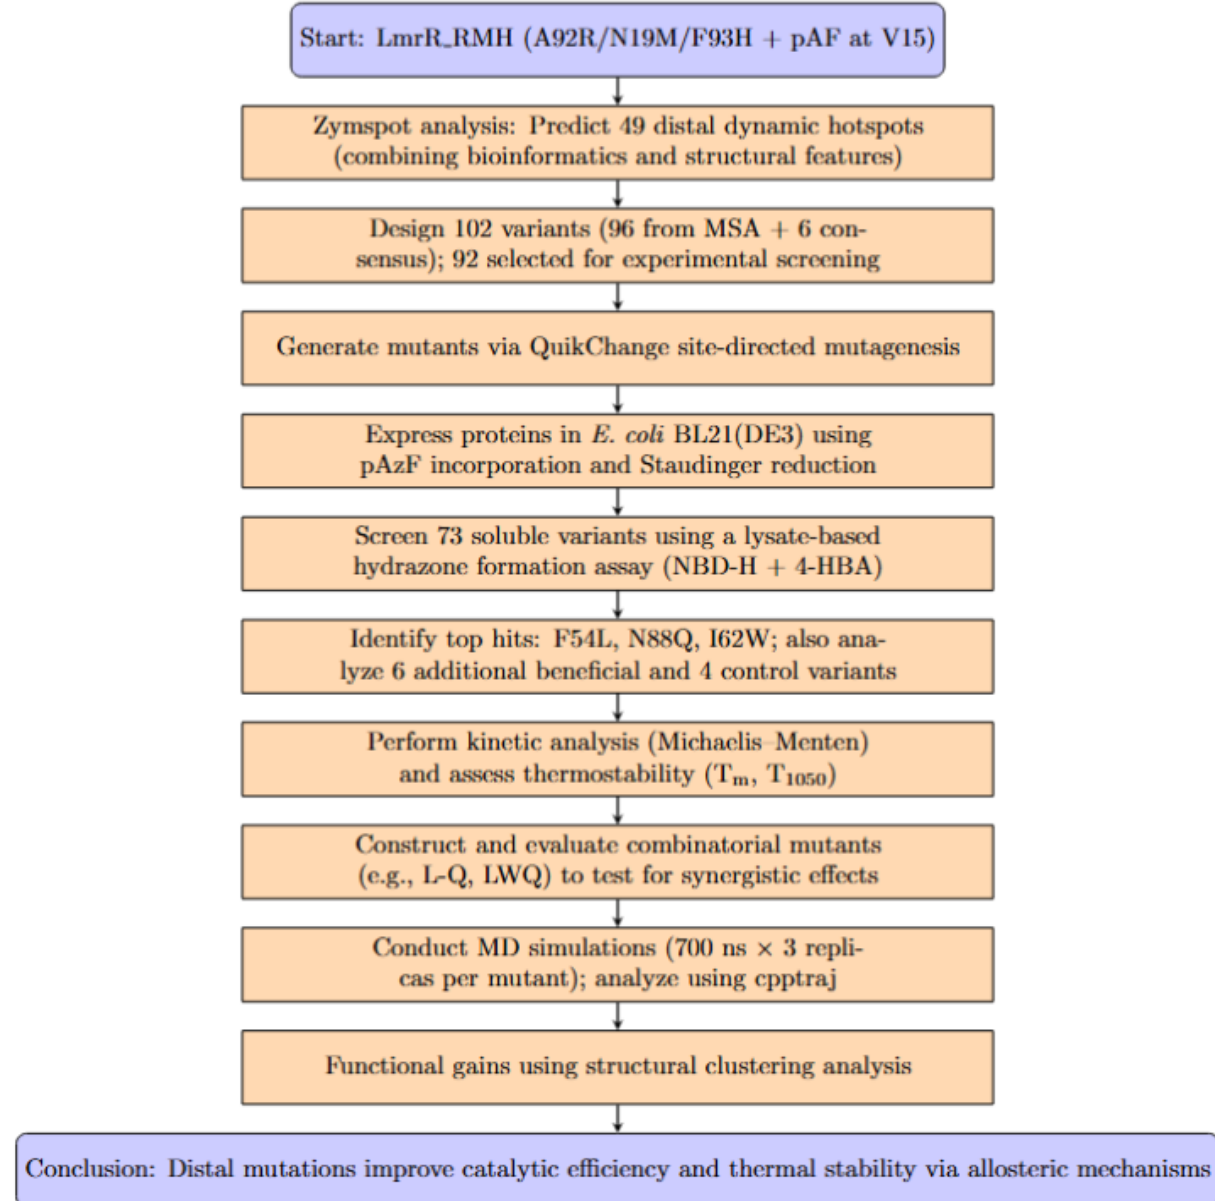 Start: LmrR_RMH (A92R/N19M/F93H + pAF at V15)
Zymspot analysis: Predict 49 distal dynamic hotspots
(combining bioinformatics and structural features)
Design 102 variants (96 from MSA + 6 con-
sensus); 92 selected for experimental screening
Generate mutants via QuikChange site-directed mutagenesis
Express proteins in E. coli BL21(DE3) using
pAzF incorporation and Staudinger reduction
Screen 73 soluble variants using a lysate-based
hydrazone formation assay (NBD-H + 4-HBA)
Identify top hits: F54L, N88Q, I62W; also ana-
lyze 6 additional beneficial and 4 control variants
Perform kinetic analysis (Michaelis–Menten)
and assess thermostability (Tm, T1050)
Construct and evaluate combinatorial mutants
(e.g., L-Q, LWQ) to test for synergistic effects
Conduct MD simulations (700 ns × 3 repli-
cas per mutant); analyze using cpptraj
Functional gains using structural clustering analysis
Conclusion: Distal mutations improve catalytic efficiency and thermal stability via allosteric mechanisms